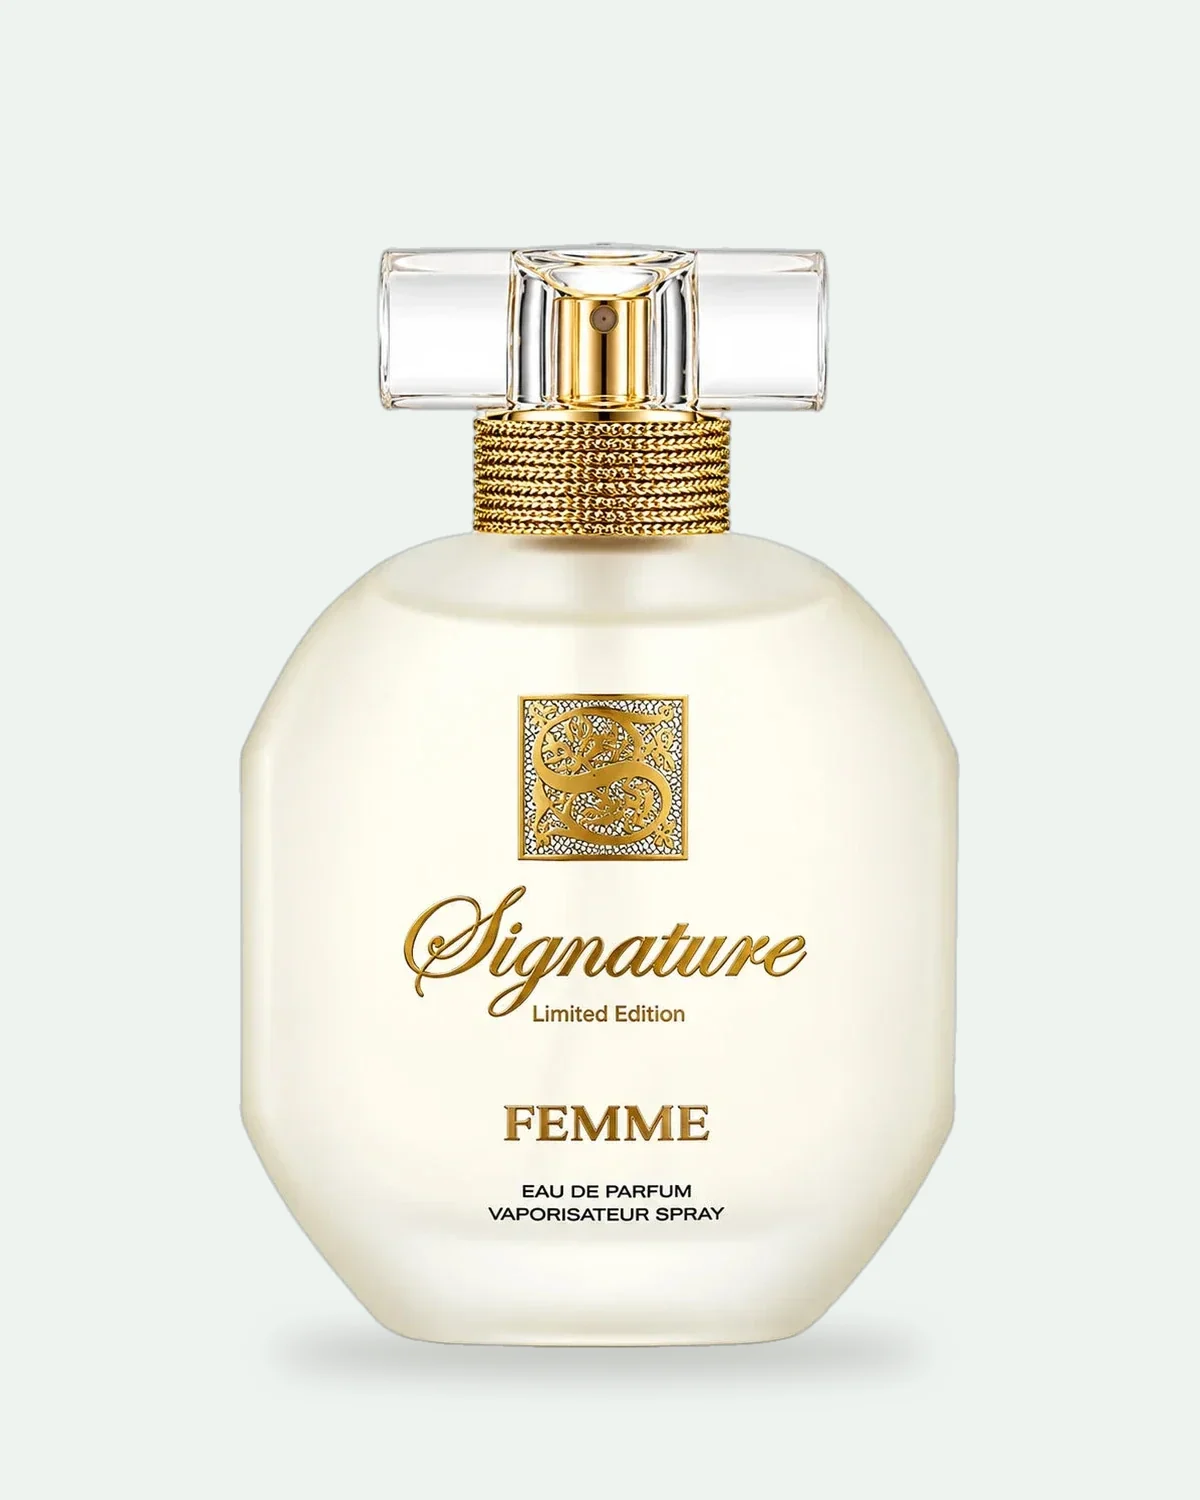 S
Signature
Limited Edition
FEMME
EAU DE PARFUM
VAPORISATEUR SPRAY